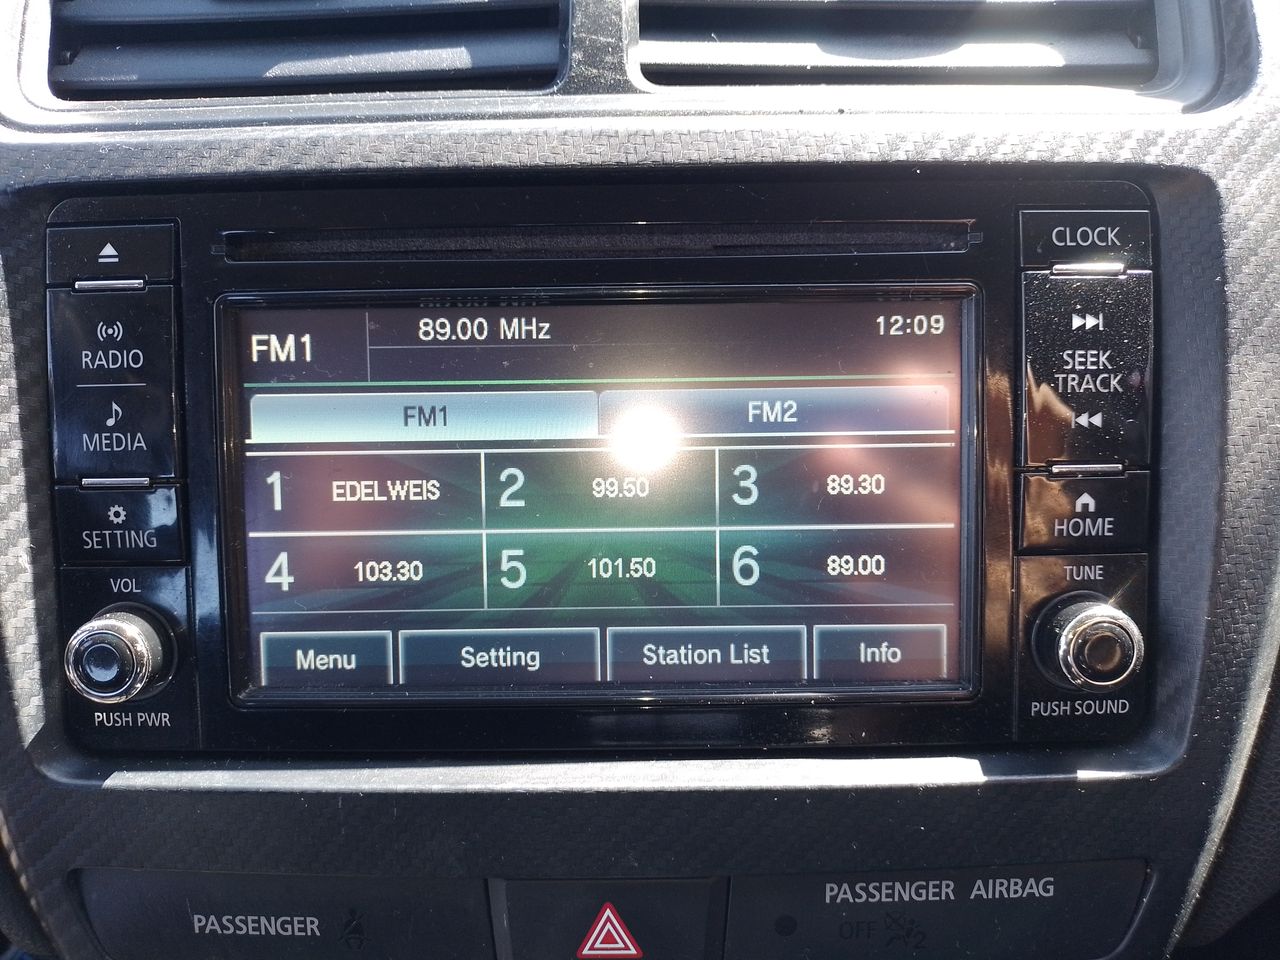 CLOCK
RADIO
MEDIA
SETTING
VOL
PUSH PWR
FM1
89.00 MHz
12:09
FM1
FM2
1 EDELWEIS
2 99.50
3 89.30
4 103.30
5 101.50
6 89.00
Menu
Setting
Station List
Info
SEEK
TRACK
HOME
TUNE
PUSH SOUND
PASSENGER
PASSENGER AIRBAG
OFF
2